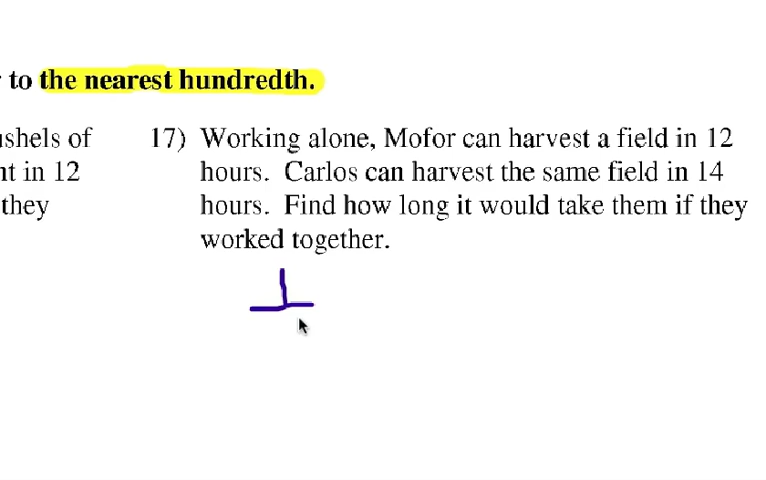 to the nearest hundredth.
shels of
17) Working alone, Mofor can harvest a field in 12
nt in 12
hours. Carlos can harvest the same field in 14
they
hours. Find how long it would take them if they
worked together.
1